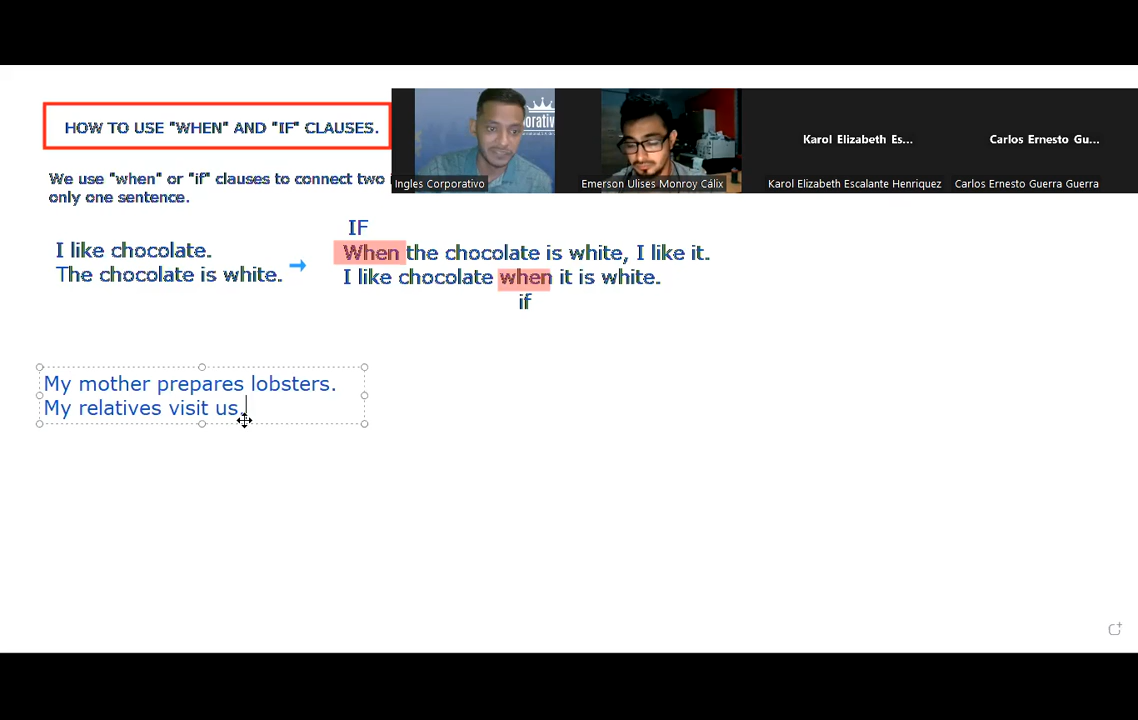 HOW TO USE "WHEN" AND "IF" CLAUSES.
We use "when" or "if" clauses to connect two
only one sentence.
I like chocolate.
The chocolate is white.
IF
When the chocolate is white, I like it.
I like chocolate when it is white.
if
My mother prepares lobsters.
My relatives visit us.
Ingles Corporativo
Emerson Ulises Monroy Cálix
Karol Elizabeth Es...
Karol Elizabeth Escalante Henriquez
Carlos Ernesto Gu...
Carlos Ernesto Guerra Guerra